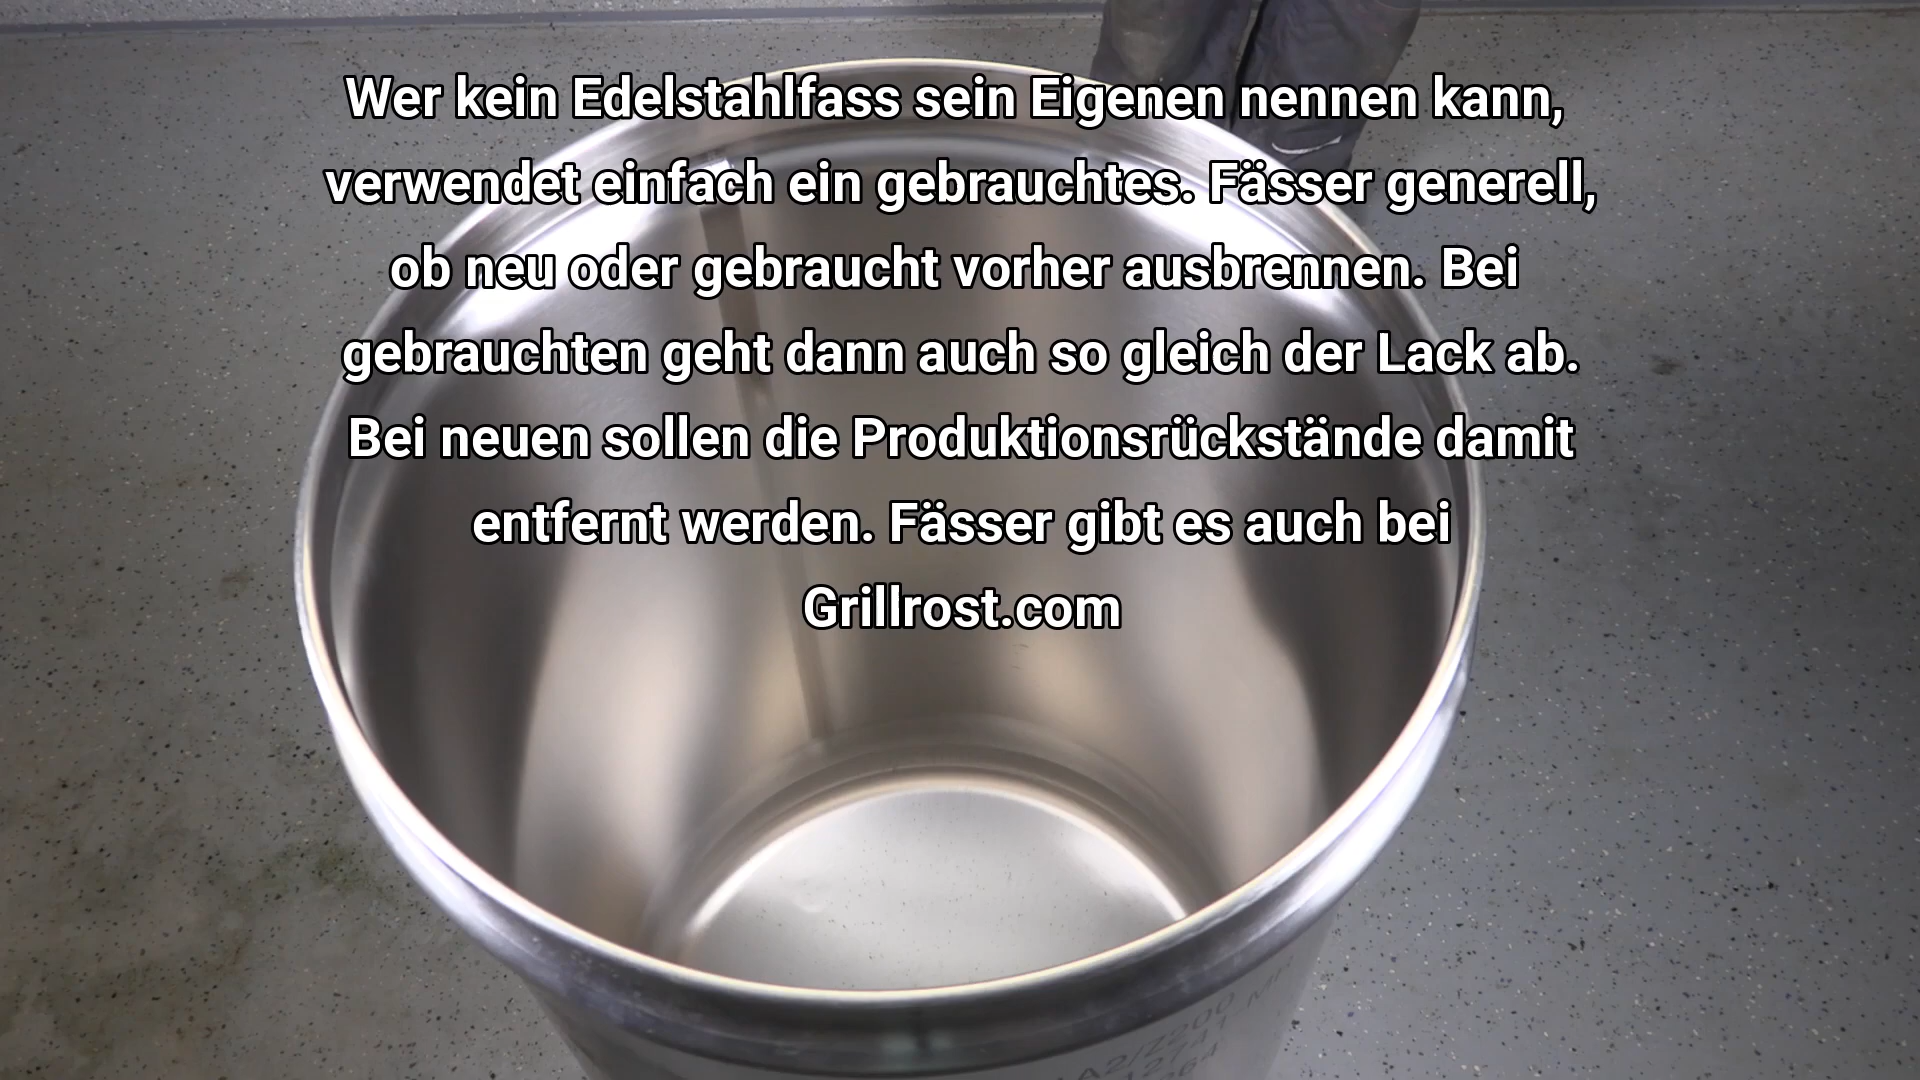 Wer kein Edelstahlfass sein Eigenen nennen kann,
verwendet einfach ein gebrauchtes. Fässer generell,
ob neu oder gebraucht vorher ausbrennen. Bei
gebrauchten geht dann auch so gleich der Lack ab.
Bei neuen sollen die Produktionsrückstände damit
entfernt werden. Fässer gibt es auch bei
Grillrost.com